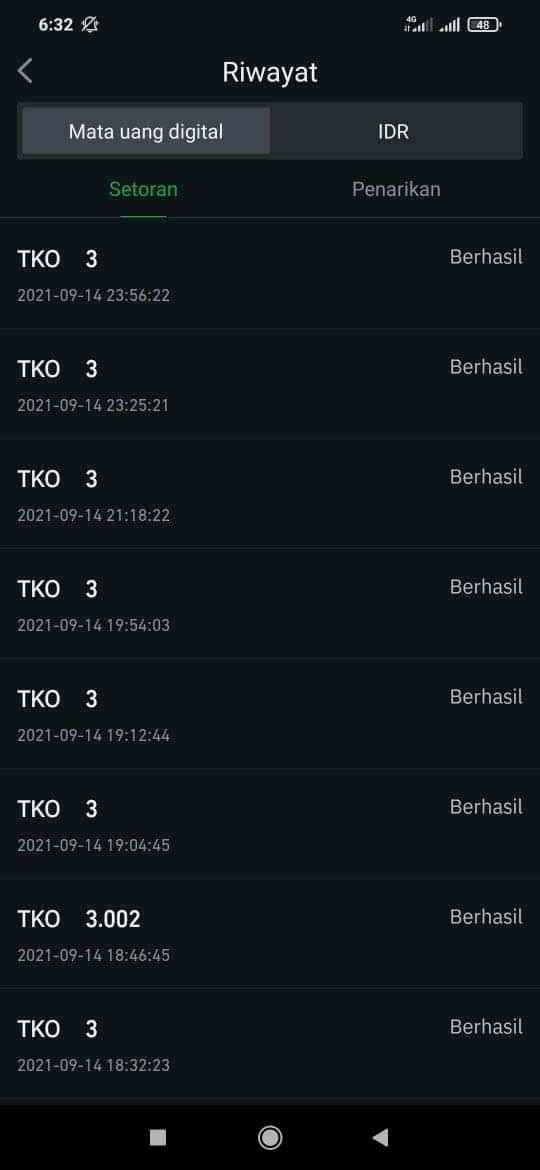 6:32 4G 48
Riwayat
Mata uang digital IDR
Setoran Penarikan
TKO 3 Berhasil
2021-09-14 23:56:22
TKO 3 Berhasil
2021-09-14 23:25:21
TKO 3 Berhasil
2021-09-14 21:18:22
TKO 3 Berhasil
2021-09-14 19:54:03
TKO 3 Berhasil
2021-09-14 19:12:44
TKO 3 Berhasil
2021-09-14 19:04:45
TKO 3.002 Berhasil
2021-09-14 18:46:45
TKO 3 Berhasil
2021-09-14 18:32:23